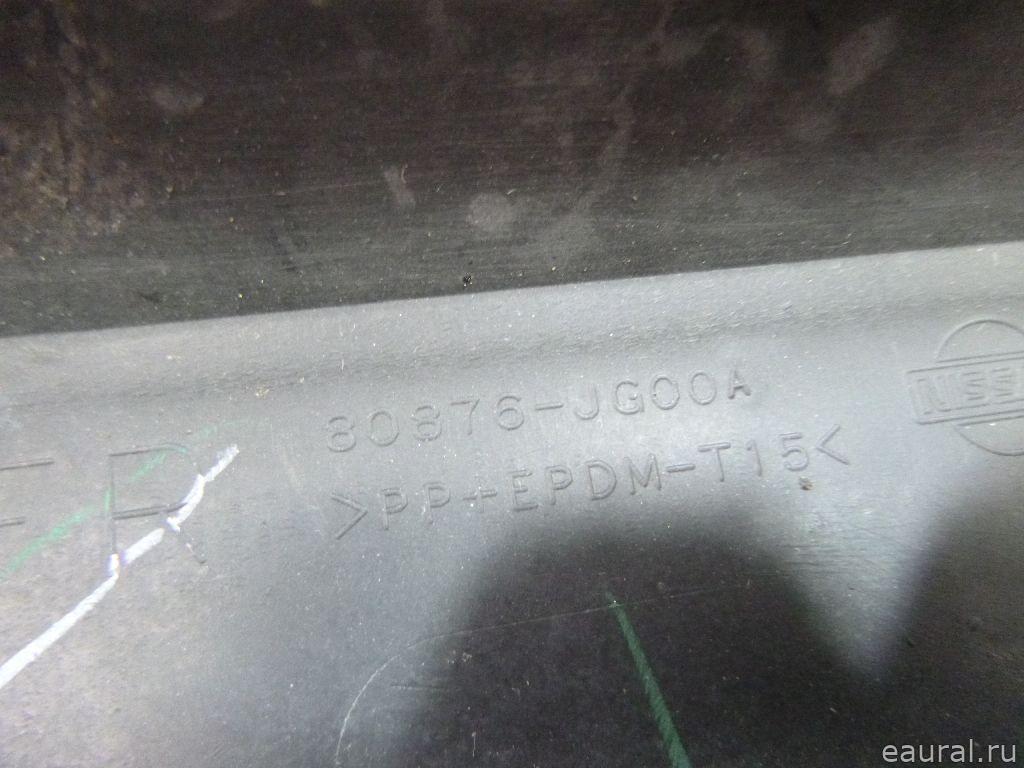 80876-JG00A
>PP+EPDM-T15<
R
eaural.ru